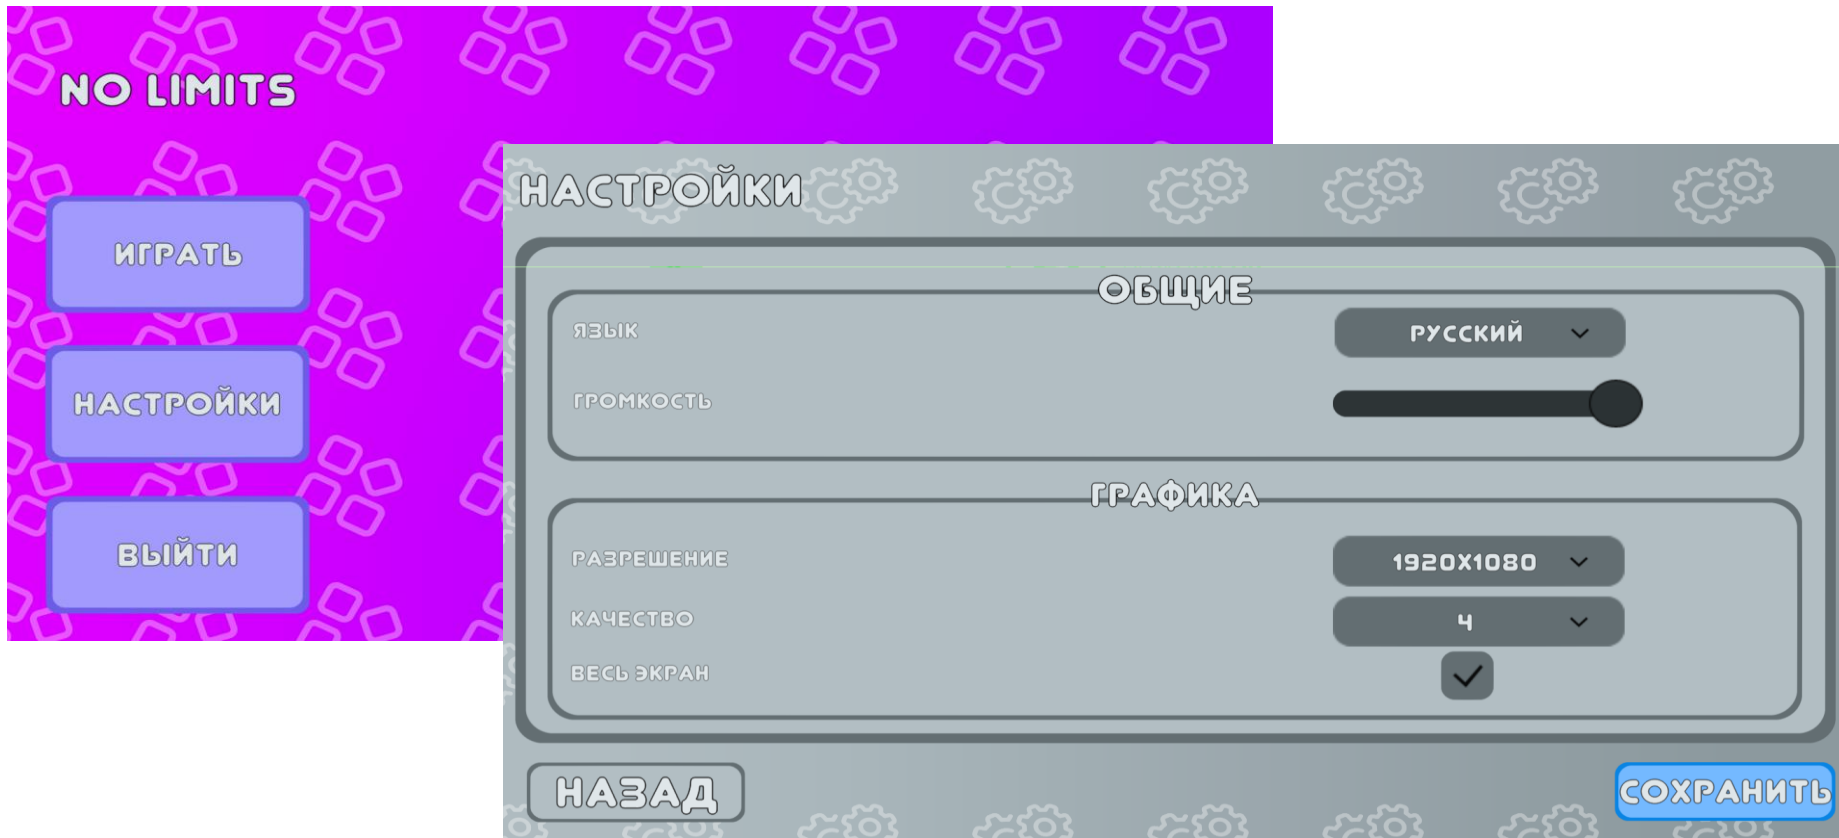 NO LIMITS
ИГРАТЬ
НАСТРОЙКИ
ВЫЙТИ
НАСТРОЙКИ
ОБЩИЕ
ЯЗЫК
РУССКИЙ
ГРОМКОСТЬ
ГРАФИКА
РАЗРЕШЕНИЕ
1920X1080
КАЧЕСТВО
4
ВЕСЬ ЭКРАН
НАЗАД
СОХРАНИТЬ